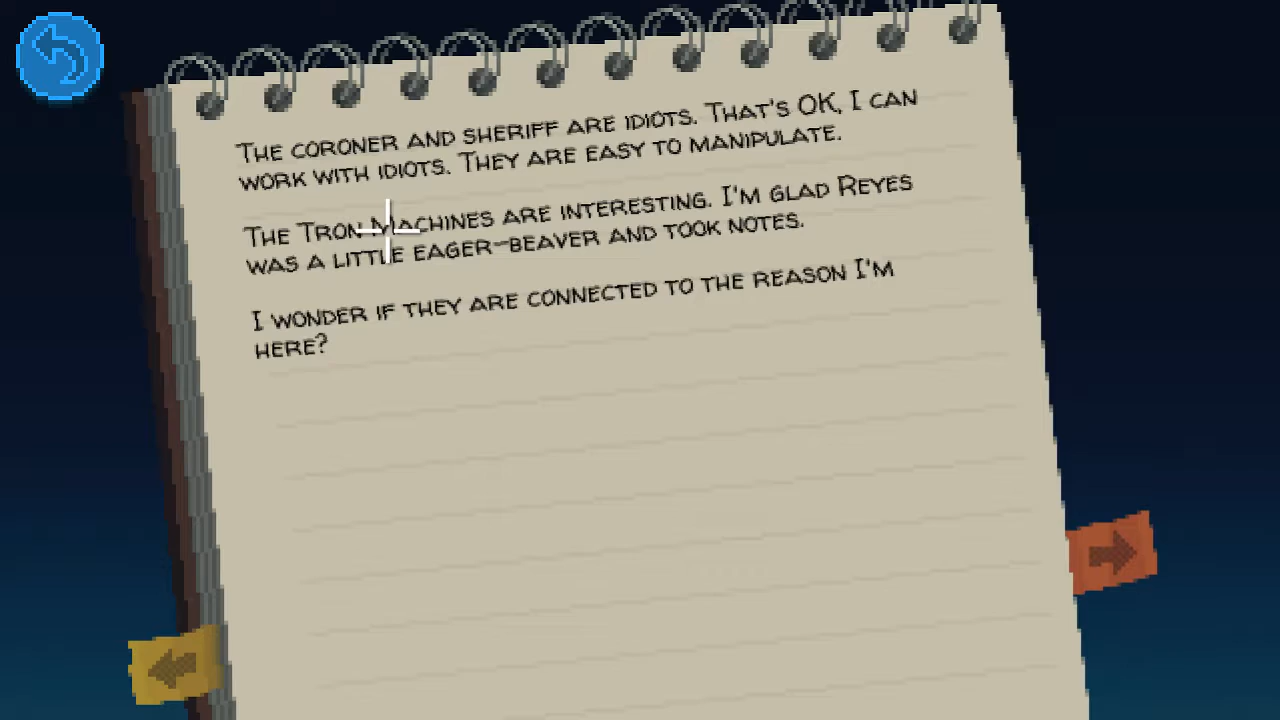 The coroner and sheriff are idiots. That's OK, I can
work with idiots. They are easy to manipulate.
The Tron Machines are interesting. I'm glad Reyes
was a little eager-beaver and took notes.
I wonder if they are connected to the reason I'm
here?